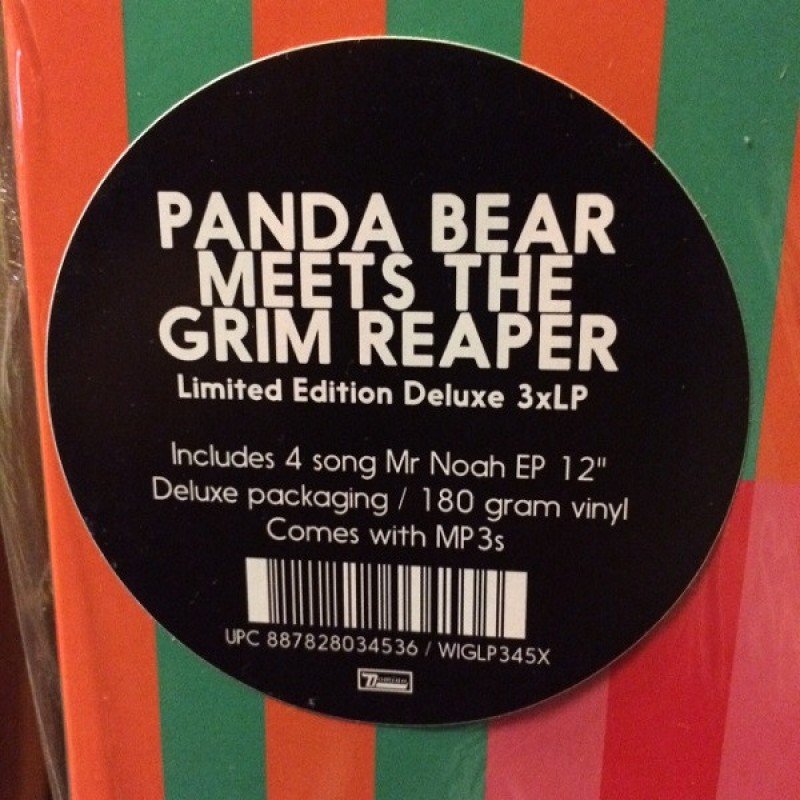 PANDA BEAR
MEETS THE
GRIM REAPER
Limited Edition Deluxe 3xLP
Includes 4 song Mr Noah EP 12"
Deluxe packaging / 180 gram vinyl
Comes with MP3s
UPC 887828034536 / WIGLP345X
Domino